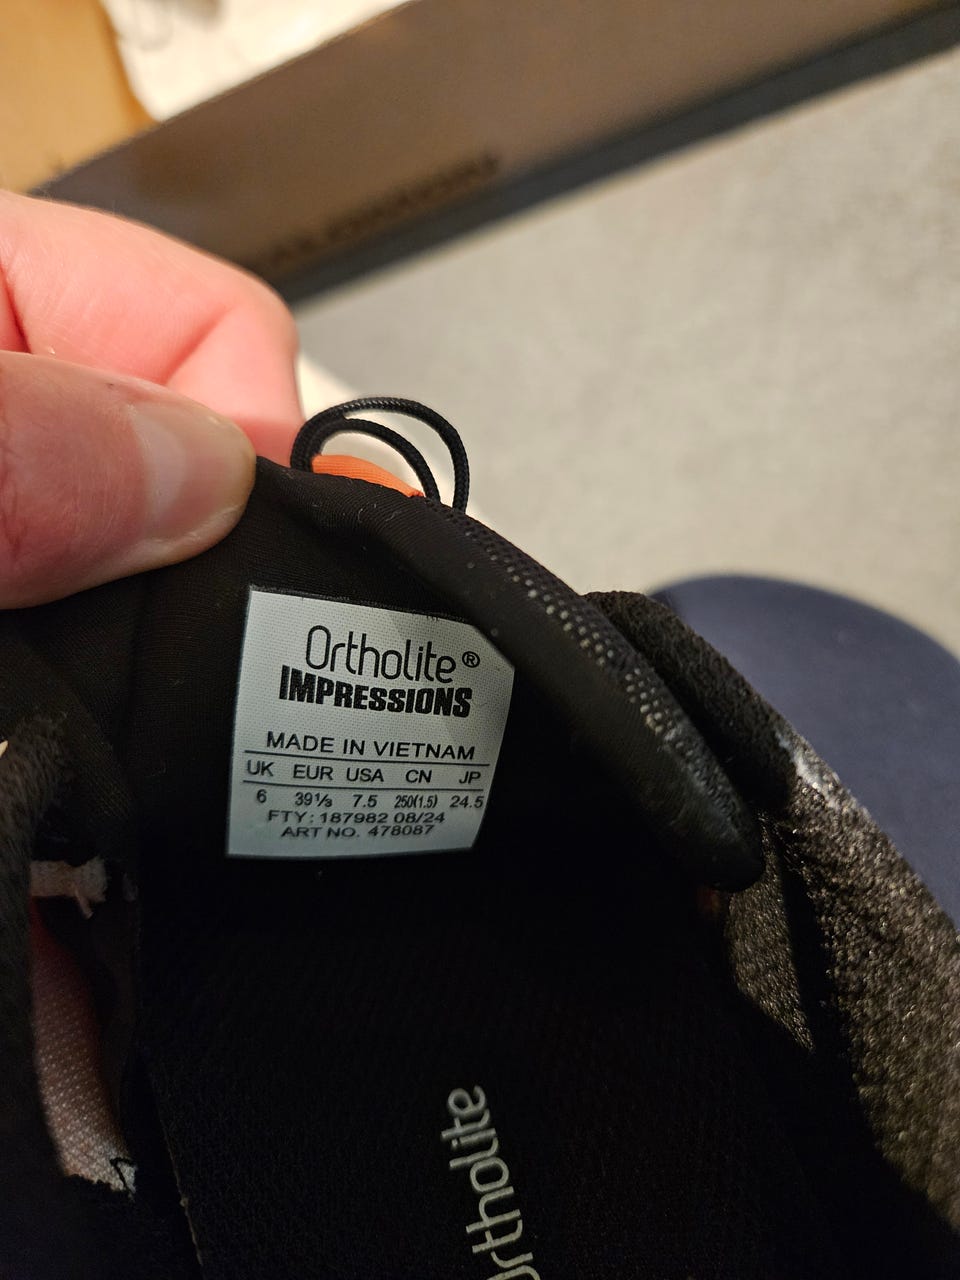 Ortholite®
IMPRESSIONS
MADE IN VIETNAM
UK EUR USA CN JP
6 39⅓ 7.5 250(1.5) 24.5
FTY: 187982 08/24
ART NO. 478087
Ortholite